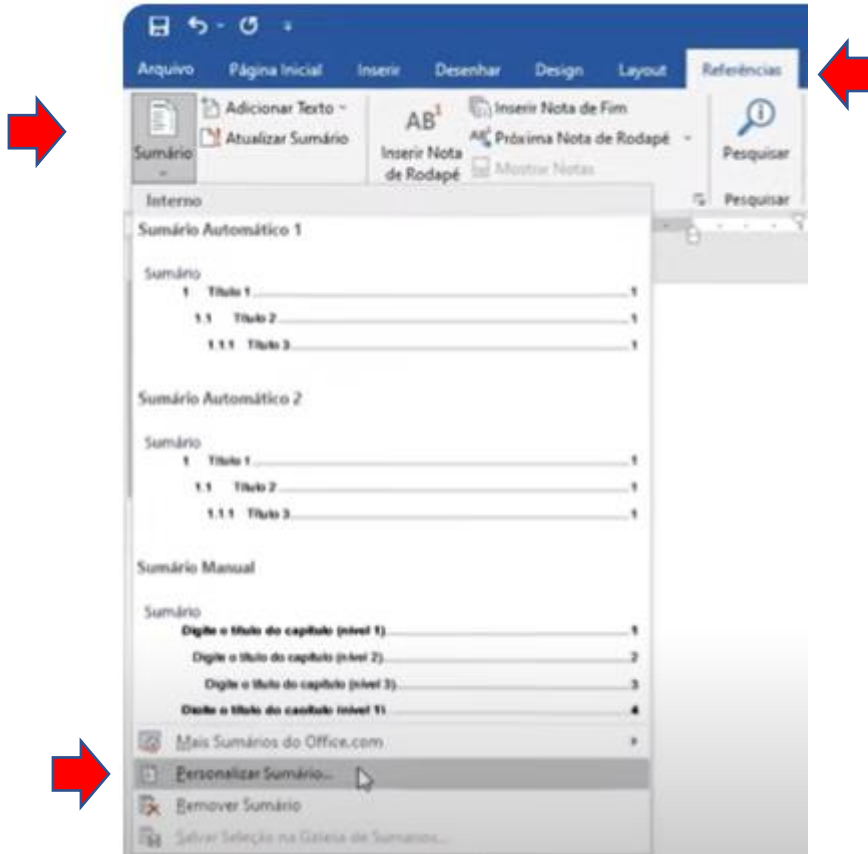 Arquivo Página Inicial Inserir Desenhar Design Layout Referências
Sumário
Adicionar Texto
Atualizar Sumário
AB1
Inserir Nota de Rodapé
Inserir Nota de Fim
Próxima Nota de Rodapé
Mostrar Notas
Pesquisar
Pesquisar
Interno
Sumário Automático 1
Sumário
1 Título 1 1
1.1 Título 2 1
1.1.1 Título 3 1
Sumário Automático 2
Sumário
1 Título 1 1
1.1 Título 2 1
1.1.1 Título 3 1
Sumário Manual
Sumário
Digite o título do capítulo (nível 1) 1
Digite o título do capítulo (nível 2) 2
Digite o título do capítulo (nível 3) 3
Digite o título do capítulo (nível 1) 4
Mais Sumários do Office.com
Personalizar Sumário...
Remover Sumário
Salvar Seleção na Galeria de Sumários...